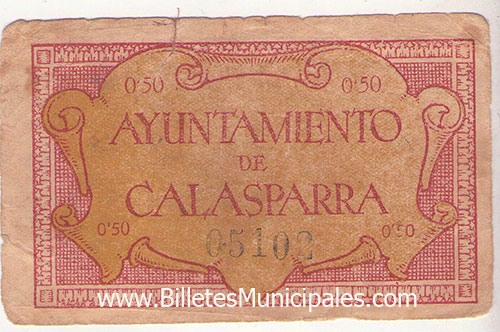 0'50 0'50
AYUNTAMIENTO
DE
CALASPARRA
0'50 05102 0'50
www.BilletesMunicipales.com